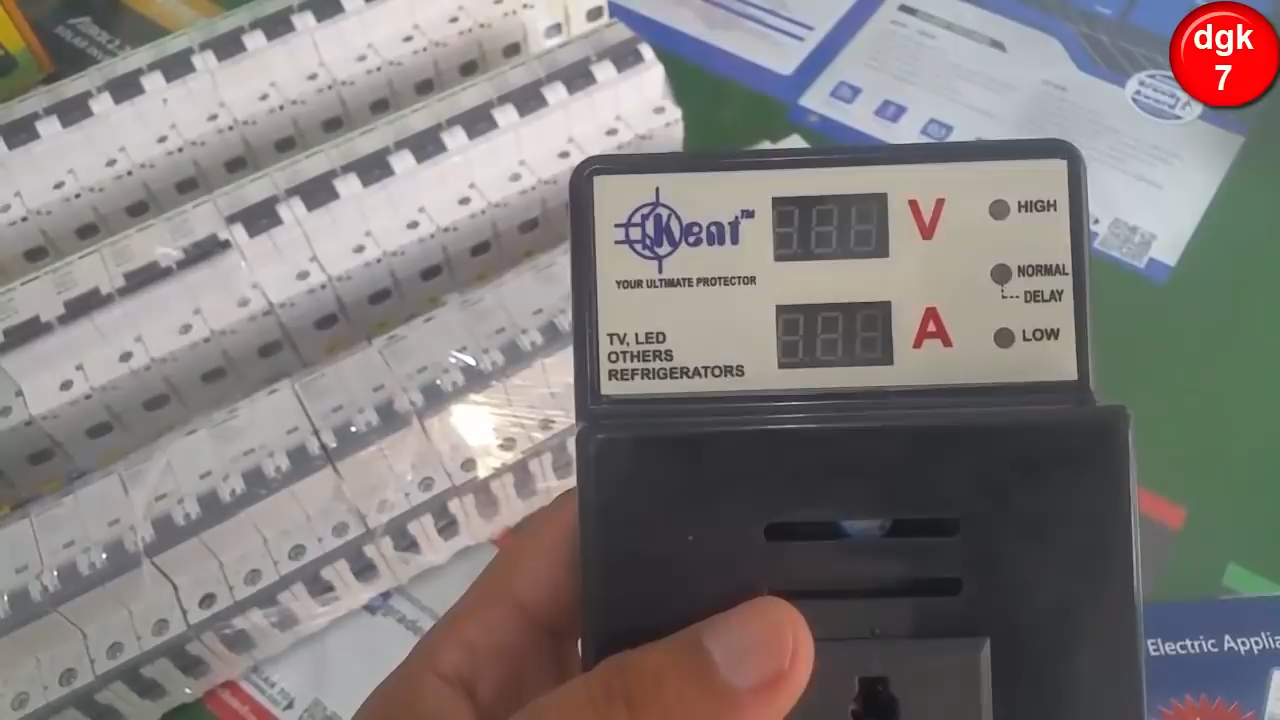 dgk
7
Kent™
YOUR ULTIMATE PROTECTOR
TV, LED
OTHERS
REFRIGERATORS
V
A
HIGH
NORMAL
DELAY
LOW
Electric Applia